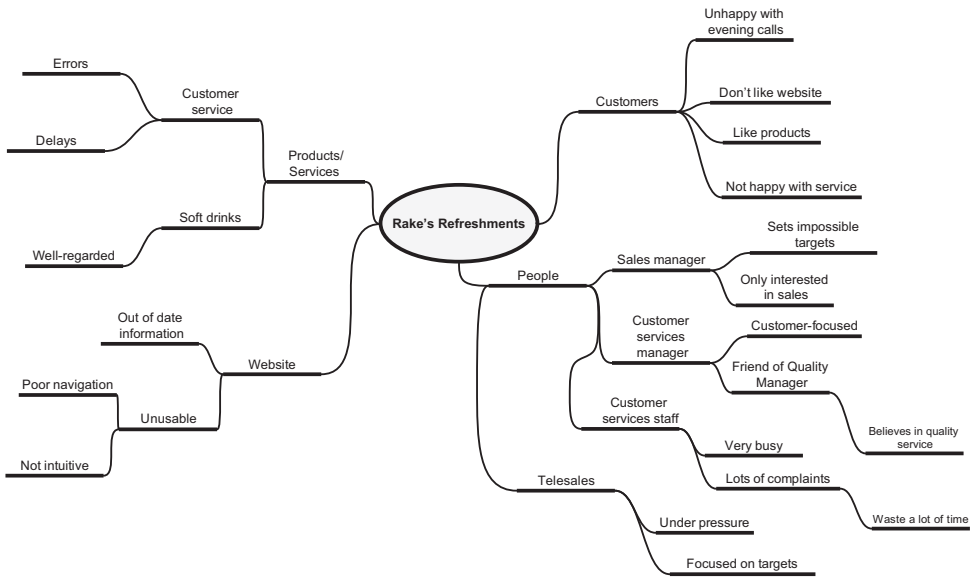 Rake's Refreshments
Products/
Services
Customer
service
Errors
Delays
Soft drinks
Well-regarded
Website
Out of date
information
Unusable
Poor navigation
Not intuitive
Customers
Unhappy with
evening calls
Don't like website
Like products
Not happy with service
People
Sales manager
Sets impossible
targets
Only interested
in sales
Customer
services
manager
Customer-focused
Friend of Quality
Manager
Believes in quality
service
Customer
services staff
Very busy
Lots of complaints
Waste a lot of time
Telesales
Under pressure
Focused on targets